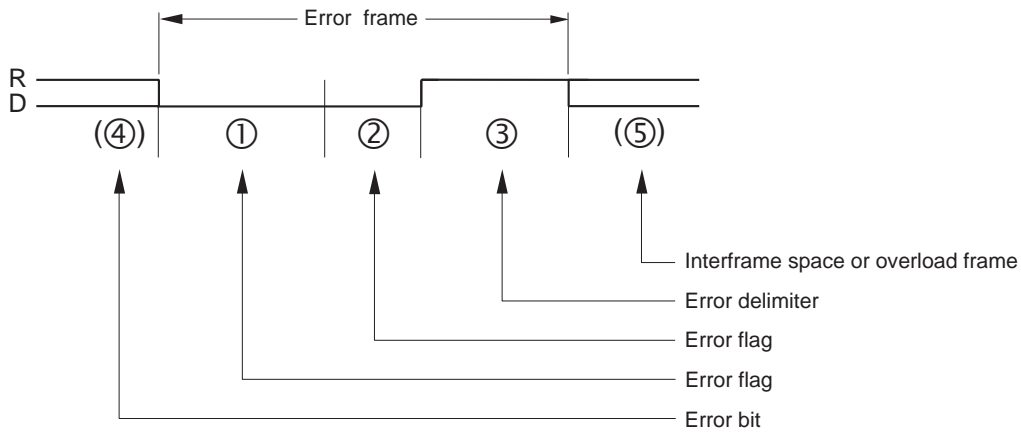 Error frame
R
D
(④) ① ② ③ (⑤)
Interframe space or overload frame
Error delimiter
Error flag
Error flag
Error bit